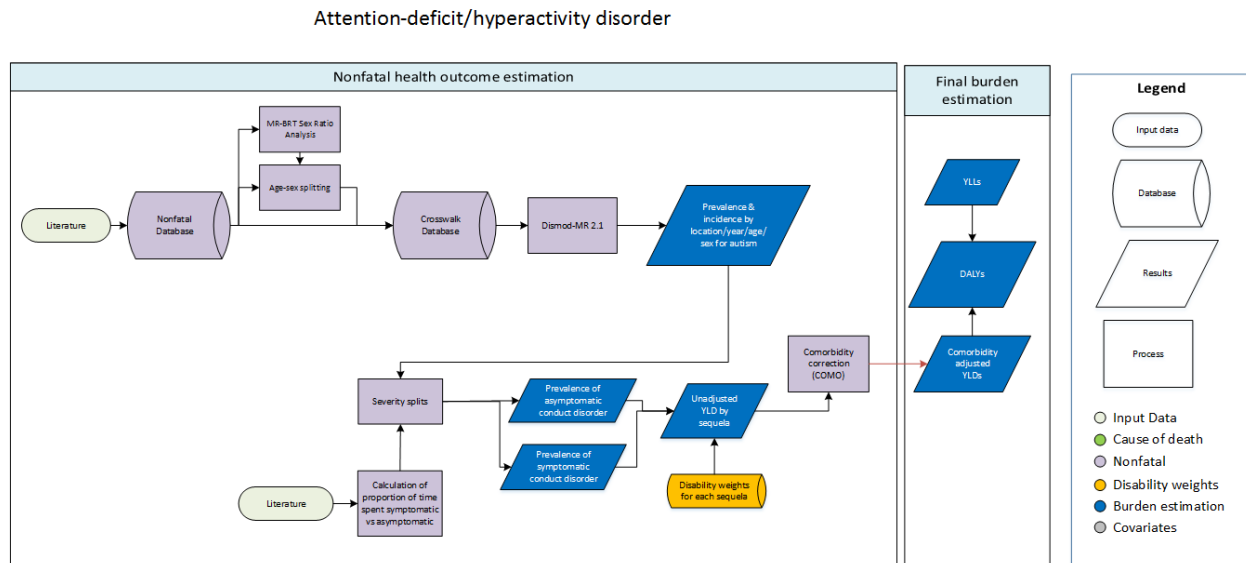 Attention-deficit/hyperactivity disorder
Nonfatal health outcome estimation
Final burden
estimation
Legend
MR-BRT Sex Ratio
Analysis
Age-sex splitting
Literature
Nonfatal
Database
Crosswalk
Database
Dismod-MR 2.1
Prevalence &
incidence by
location/year/age/
sex for autism
YLLs
DALYs
Comorbidity
adjusted
YLDs
Comorbidity
correction
(COMO)
Severity splits
Prevalence of
asymptomatic
conduct disorder
Prevalence of
symptomatic
conduct disorder
Unadjusted
YLD by
sequela
Disability weights
for each sequela
Literature
Calculation of
proportion of time
spent symptomatic
vs asymptomatic
Input data
Database
Results
Process
Input Data
Cause of death
Nonfatal
Disability weights
Burden estimation
Covariates